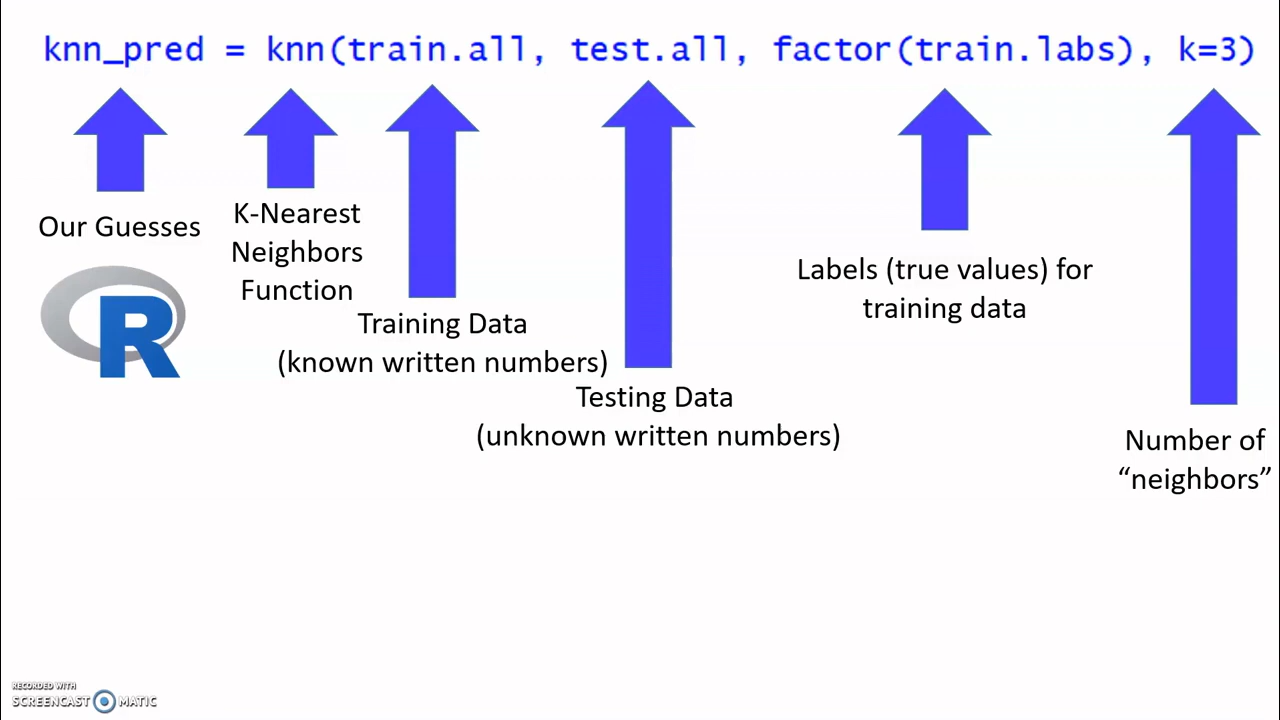 knn_pred = knn(train.all, test.all, factor(train.labs), k=3)
Our Guesses
K-Nearest
Neighbors
Function
Training Data
(known written numbers)
Testing Data
(unknown written numbers)
Labels (true values) for
training data
Number of
“neighbors”
R
RECORDED WITH
SCREENCAST MATIC